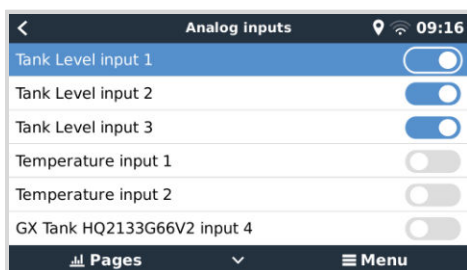 Analog inputs 09:16
Tank Level input 1
Tank Level input 2
Tank Level input 3
Temperature input 1
Temperature input 2
GX Tank HQ2133G66V2 input 4
Pages Menu